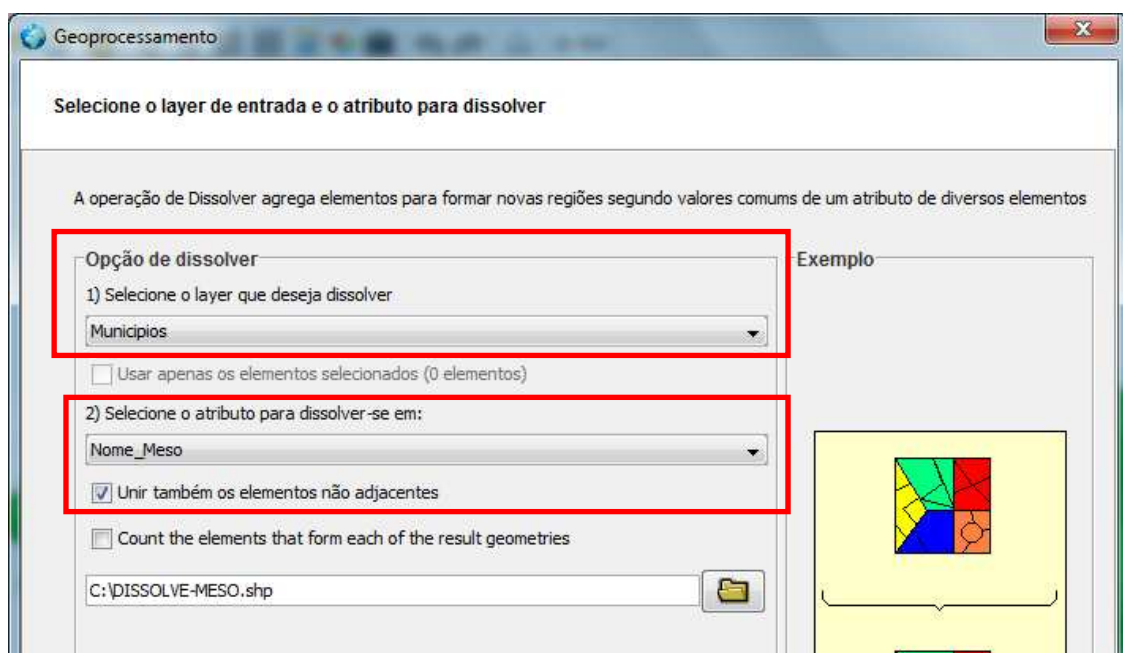 Geoprocessamento
Selecione o layer de entrada e o atributo para dissolver
A operação de Dissolver agrega elementos para formar novas regiões segundo valores comums de um atributo de diversos elementos
Opção de dissolver
1) Selecione o layer que deseja dissolver
Municipios
Usar apenas os elementos selecionados (0 elementos)
2) Selecione o atributo para dissolver-se em:
Nome_Meso
Unir também os elementos não adjacentes
Count the elements that form each of the result geometries
C:\DISSOLVE-MESO.shp
Exemplo